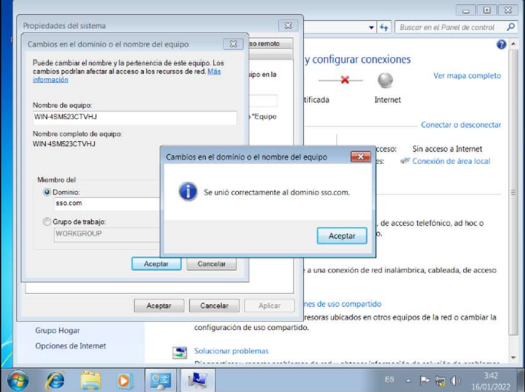 Propiedades del sistema
Buscar en el Panel de control
Cambios en el dominio o el nombre del equipo
so remoto
Puede cambiar el nombre y la pertenencia de este equipo. Los
cambios podrían afectar al acceso a los recursos de red. Más
información
ipo en la
y configurar conexiones
Ver mapa completo
Nombre de equipo:
WIN-4SM523CTVHJ
o "Equipo
tificada
Internet
Conectar o desconectar
Nombre completo de equipo:
WIN-4SM523CTVHJ
cceso:
Sin acceso a Internet
es:
Conexión de área local
Cambios en el dominio o el nombre del equipo
Se unió correctamente al dominio sso.com.
Aceptar
Miembro del
Dominio:
sso.com
Grupo de trabajo:
WORKGROUP
, de acceso telefónico, ad hoc o
o.
Aceptar
Cancelar
e a una conexión de red inalámbrica, cableada, de acceso
Aceptar
Cancelar
Aplicar
nes de uso compartido
resoras ubicados en otros equipos de la red o cambiar la
configuración de uso compartido.
Grupo Hogar
Opciones de Internet
Solucionar problemas
ES
3:42
16/01/2022